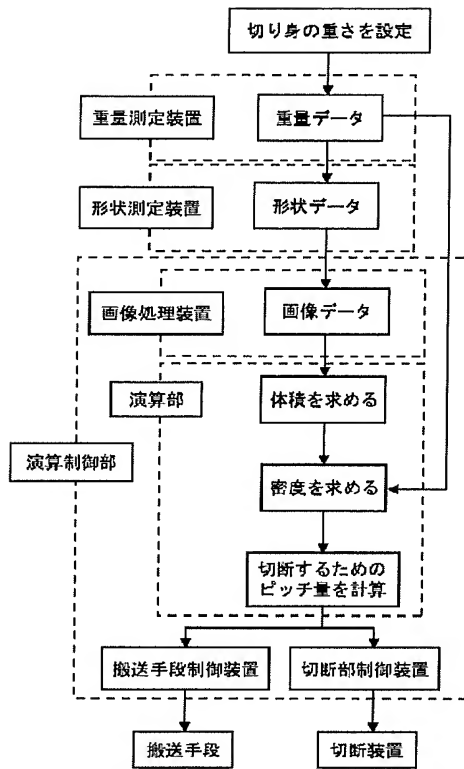 切り身の重さを設定
重量測定装置
重量データ
形状測定装置
形状データ
画像処理装置
画像データ
演算部
体積を求める
演算制御部
密度を求める
切断するための
ピッチ量を計算
搬送手段制御装置
切断部制御装置
搬送手段
切断装置